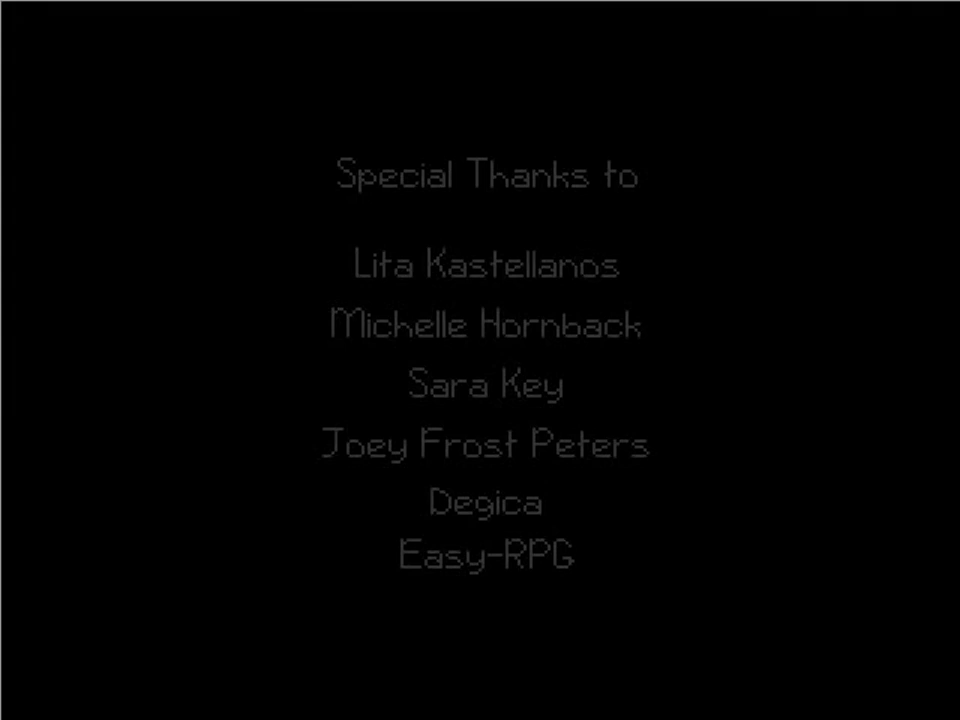 Special Thanks to
Lita Kastellanos
Michelle Hornback
Sara Key
Joey Frost Peters
Degica
Easy-RPG